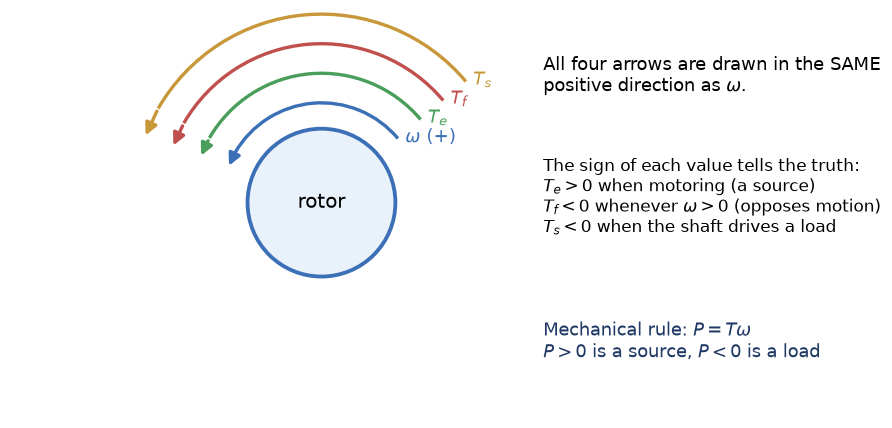 T_s
T_f
T_e
ω (+)
rotor
All four arrows are drawn in the SAME
positive direction as ω.
The sign of each value tells the truth:
T_e > 0 when motoring (a source)
T_f < 0 whenever ω > 0 (opposes motion)
T_s < 0 when the shaft drives a load
Mechanical rule: P = Tω
P > 0 is a source, P < 0 is a load